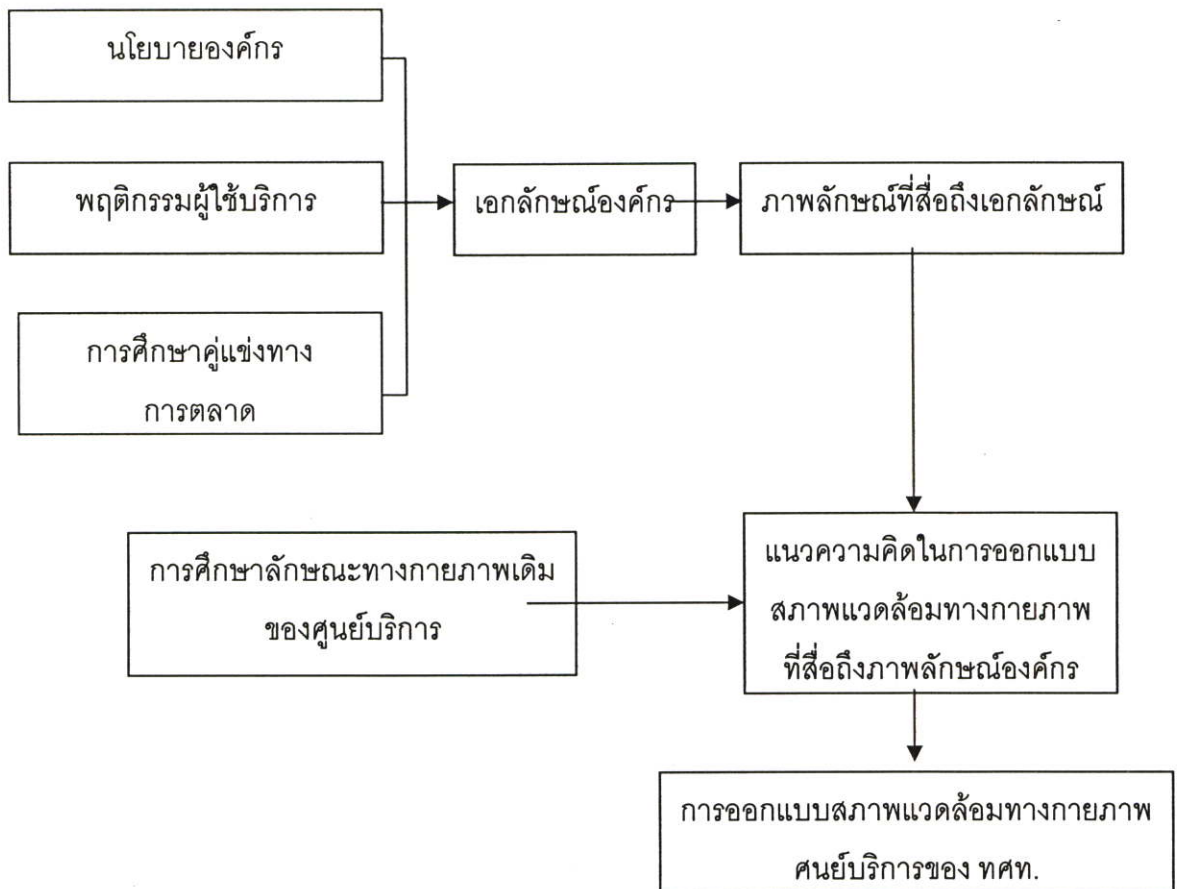 นโยบายองค์กร
พฤติกรรมผู้ใช้บริการ
เอกลักษณ์องค์กร
ภาพลักษณ์ที่สื่อถึงเอกลักษณ์
การศึกษาคู่แข่งทาง
การตลาด
การศึกษาลักษณะทางกายภาพเดิม
ของศูนย์บริการ
แนวความคิดในการออกแบบ
สภาพแวดล้อมทางกายภาพ
ที่สื่อถึงภาพลักษณ์องค์กร
การออกแบบสภาพแวดล้อมทางกายภาพ
ศนย์บริการของ ทศท.